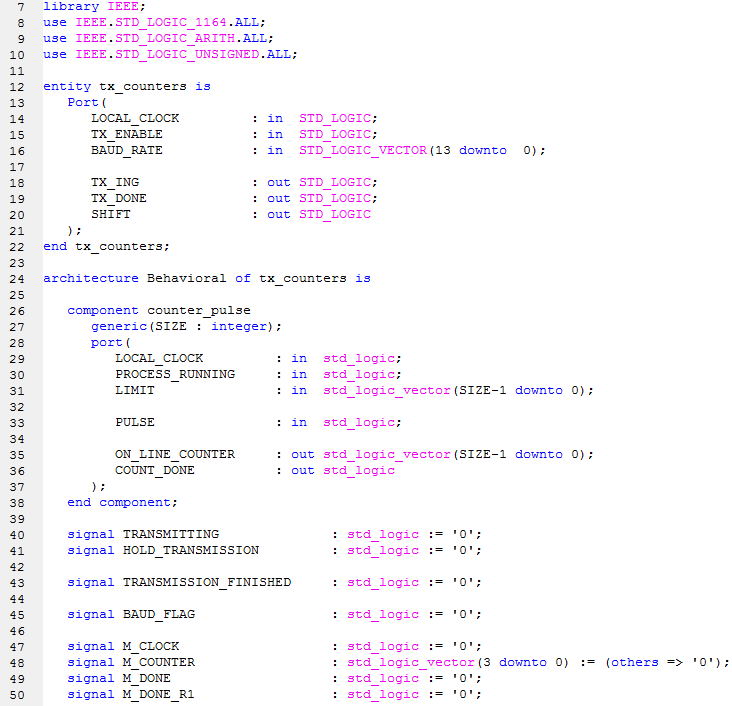 7 library IEEE;
8 use IEEE.STD_LOGIC_1164.ALL;
9 use IEEE.STD_LOGIC_ARITH.ALL;
10 use IEEE.STD_LOGIC_UNSIGNED.ALL;
11
12 entity tx_counters is
13 Port(
14 LOCAL_CLOCK : in STD_LOGIC;
15 TX_ENABLE : in STD_LOGIC;
16 BAUD_RATE : in STD_LOGIC_VECTOR(13 downto 0);
17
18 TX_ING : out STD_LOGIC;
19 TX_DONE : out STD_LOGIC;
20 SHIFT : out STD_LOGIC
21 );
22 end tx_counters;
23
24 architecture Behavioral of tx_counters is
25
26 component counter_pulse
27 generic(SIZE : integer);
28 port(
29 LOCAL_CLOCK : in std_logic;
30 PROCESS_RUNNING : in std_logic;
31 LIMIT : in std_logic_vector(SIZE-1 downto 0);
32
33 PULSE : in std_logic;
34
35 ON_LINE_COUNTER : out std_logic_vector(SIZE-1 downto 0);
36 COUNT_DONE : out std_logic
37 );
38 end component;
39
40 signal TRANSMITTING : std_logic := '0';
41 signal HOLD_TRANSMISSION : std_logic := '0';
42
43 signal TRANSMISSION_FINISHED : std_logic := '0';
44
45 signal BAUD_FLAG : std_logic := '0';
46
47 signal M_CLOCK : std_logic := '0';
48 signal M_COUNTER : std_logic_vector(3 downto 0) := (others => '0');
49 signal M_DONE : std_logic := '0';
50 signal M_DONE_R1 : std_logic := '0';